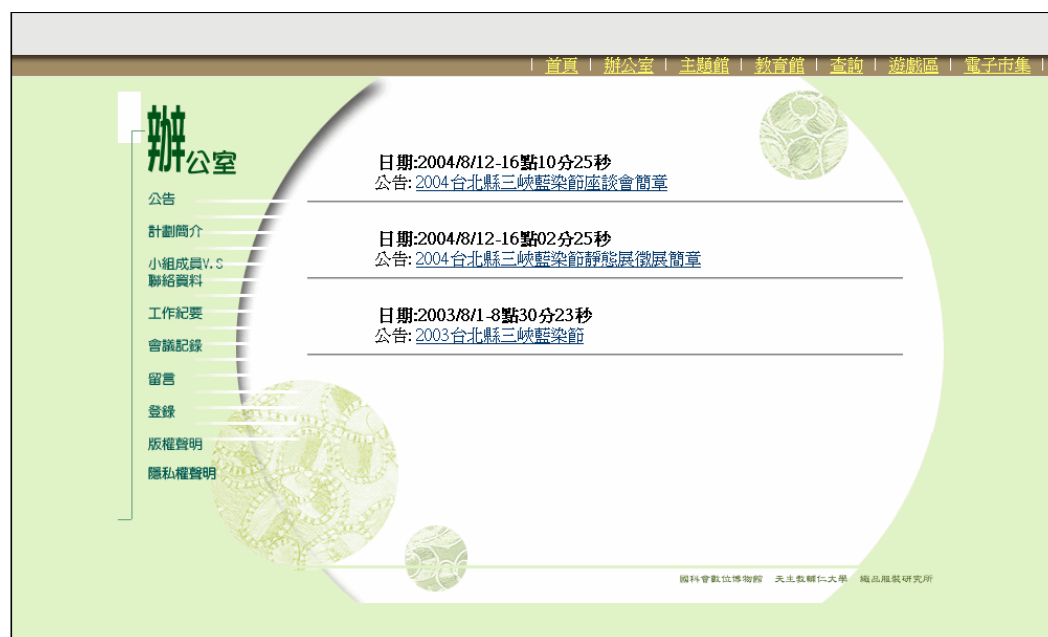 | 首頁 | 辦公室 | 主題館 | 教育館 | 查詢 | 遊戲區 | 電子市集 |
辦公室
公告
計劃簡介
小組成員V.S
聯絡資料
工作紀要
會議記錄
留言
登錄
版權聲明
隱私權聲明
日期:2004/8/12-16點10分25秒
公告: 2004台北縣三峽藍染節座談會簡章
日期:2004/8/12-16點02分25秒
公告: 2004台北縣三峽藍染節靜態展徵展簡章
日期:2003/8/1-8點30分23秒
公告: 2003台北縣三峽藍染節
國科會數位博物館 天主教輔仁大學 織品服裝研究所